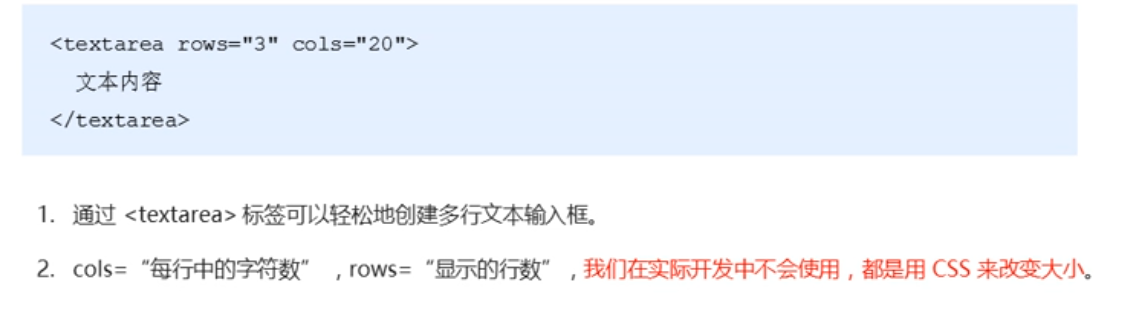 <textarea rows="3" cols="20">
文本内容
</textarea>
1. 通过 <textarea> 标签可以轻松地创建多行文本输入框。
2. cols=“每行中的字符数” , rows=“显示的行数” , 我们在实际开发中不会使用，都是用 CSS 来改变大小。